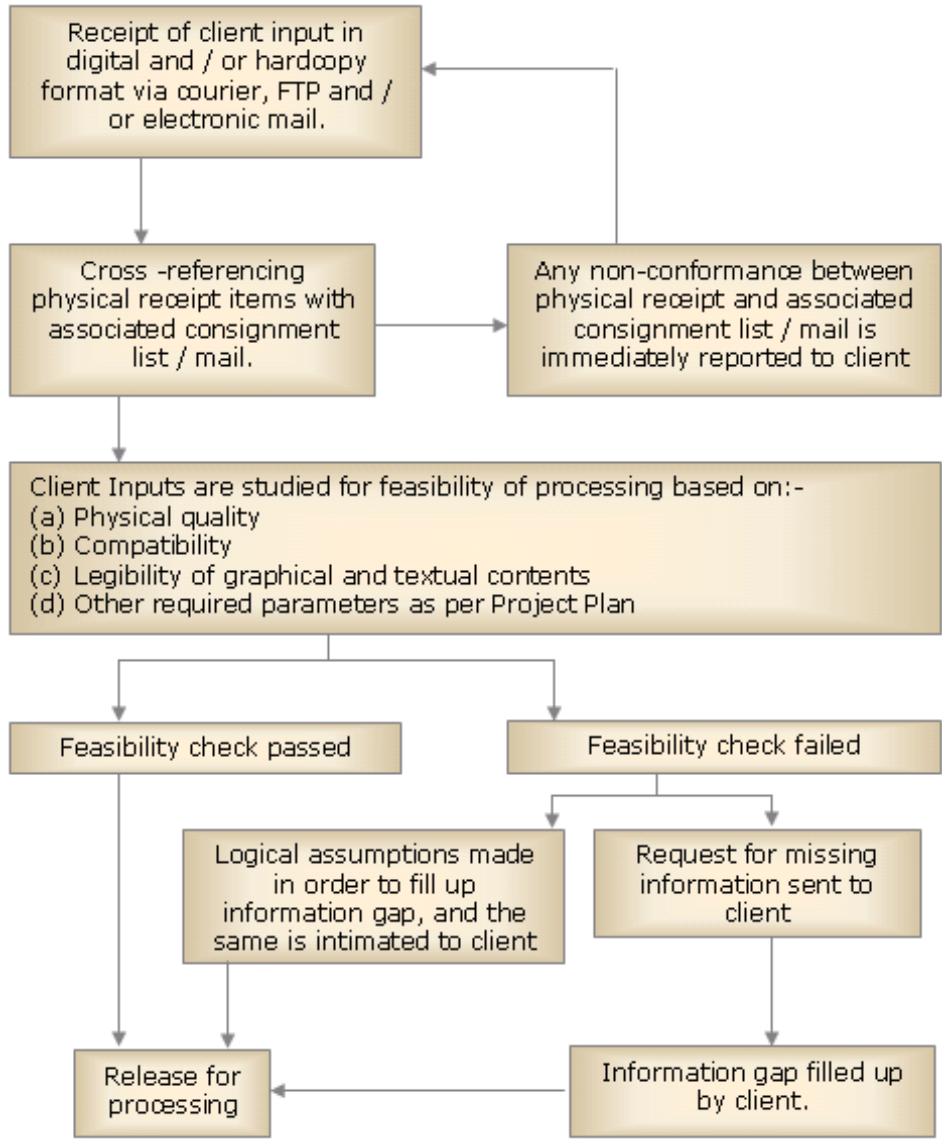 Receipt of client input in
digital and / or hardcopy
format via courier, FTP and /
or electronic mail.
Cross -referencing
physical receipt items with
associated consignment
list / mail.
Any non-conformance between
physical receipt and associated
consignment list / mail is
immediately reported to client
Client Inputs are studied for feasibility of processing based on:-
(a) Physical quality
(b) Compatibility
(c) Legibility of graphical and textual contents
(d) Other required parameters as per Project Plan
Feasibility check passed
Feasibility check failed
Logical assumptions made
in order to fill up
information gap, and the
same is intimated to client
Request for missing
information sent to
client
Release for
processing
Information gap filled up
by client.